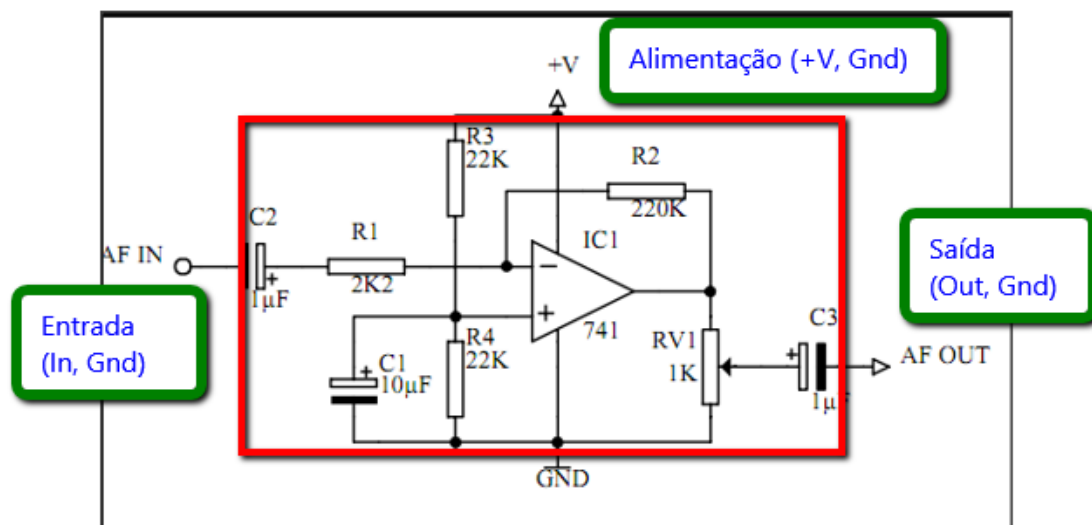 Alimentação (+V, Gnd)
+V
R3
22K
R2
220K
C2
1µF
R1
2K2
IC1
741
AF IN
Entrada
(In, Gnd)
Saída
(Out, Gnd)
R4
22K
C1
10µF
RV1
1K
C3
1µF
AF OUT
GND